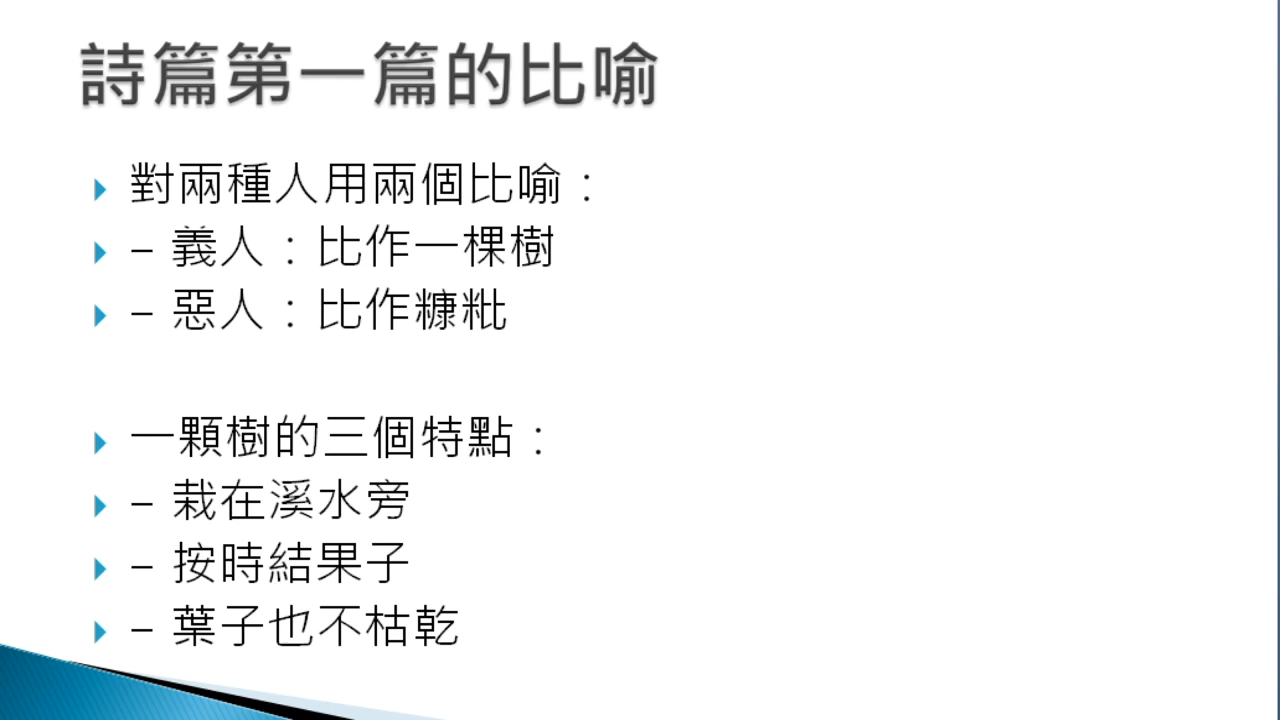 詩篇第一篇的比喻
對兩種人用兩個比喻：
– 義人：比作一棵樹
– 惡人：比作糠粃
一顆樹的三個特點：
– 栽在溪水旁
– 按時結果子
– 葉子也不枯乾